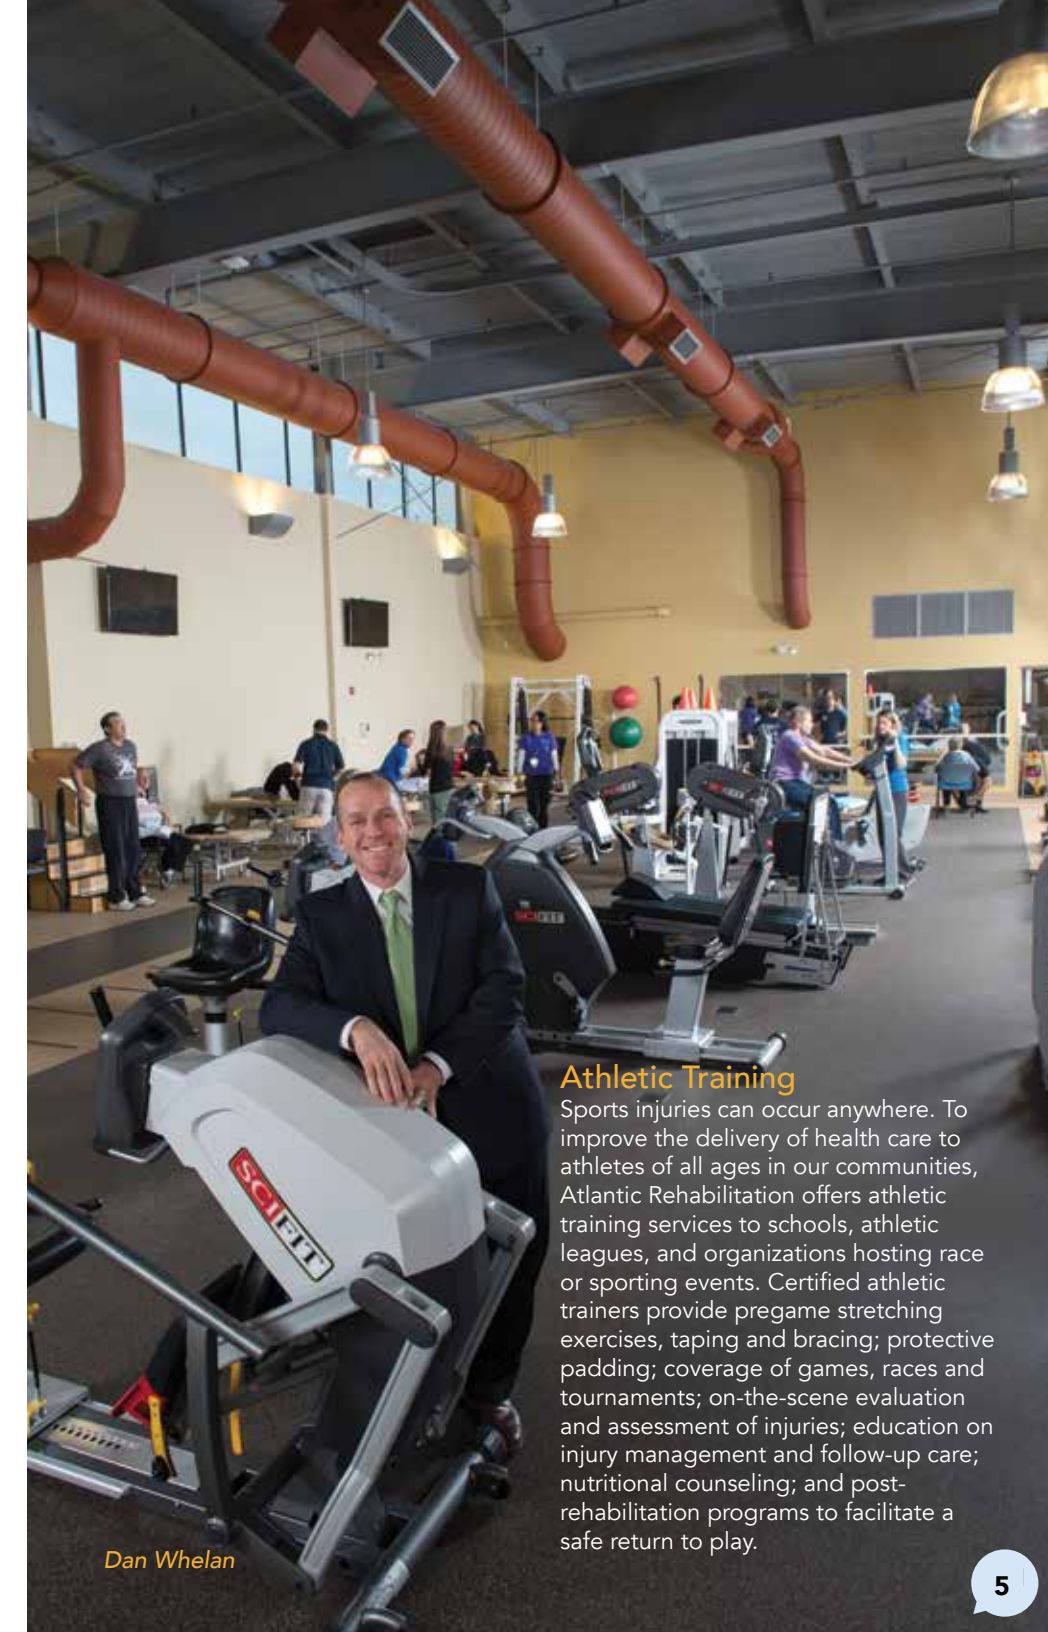 SCIFIT
SCIFIT
SCIFIT
Athletic Training
Sports injuries can occur anywhere. To
improve the delivery of health care to
athletes of all ages in our communities,
Atlantic Rehabilitation offers athletic
training services to schools, athletic
leagues, and organizations hosting race
or sporting events. Certified athletic
trainers provide pregame stretching
exercises, taping and bracing; protective
padding; coverage of games, races and
tournaments; on-the-scene evaluation
and assessment of injuries; education on
injury management and follow-up care;
nutritional counseling; and post-
rehabilitation programs to facilitate a
safe return to play.
SCIFIT
Dan Whelan
5